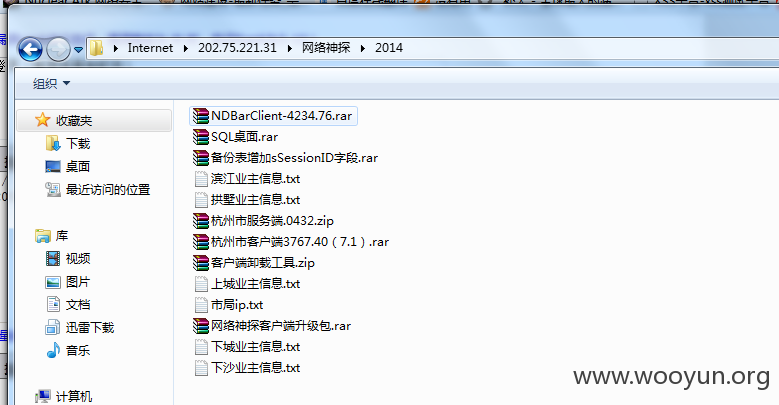 Internet 202.75.221.31 网络神探 2014
组织
收藏夹
下载
桌面
最近访问的位置
库
视频
图片
文档
迅雷下载
音乐
计算机
NDBarClient-4234.76.rar
SQL桌面.rar
备份表增加sSessionID字段.rar
滨江业主信息.txt
拱墅业主信息.txt
杭州市服务端.0432.zip
杭州市客户端3767.40（7.1）.rar
客户端卸载工具.zip
上城业主信息.txt
市局ip.txt
网络神探客户端升级包.rar
下城业主信息.txt
下沙业主信息.txt
www.wooyun.org